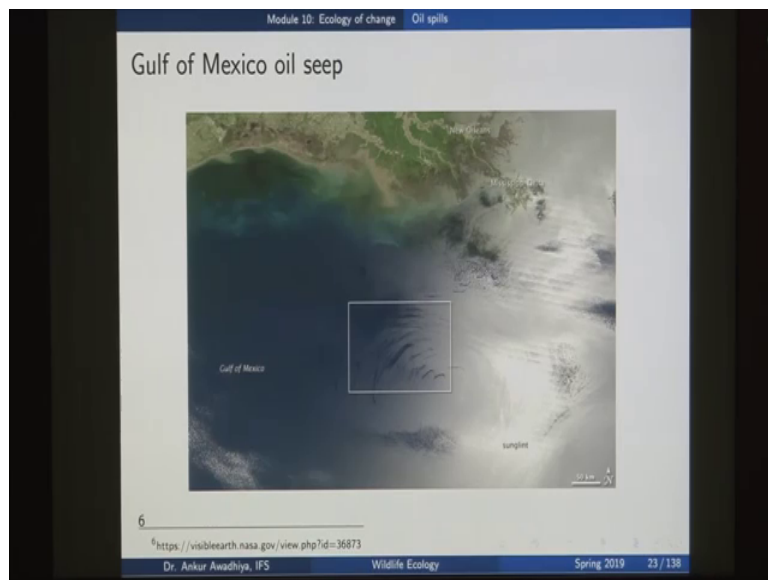 Module 10: Ecology of change Oil spills
Gulf of Mexico oil seep
New Orleans
Mississippi Delta
Gulf of Mexico
sunglint
50 km
N
6
6https://visibleearth.nasa.gov/view.php?id=36873
Dr. Ankur Awadhiya, IFS Wildlife Ecology Spring 2019 23 / 138